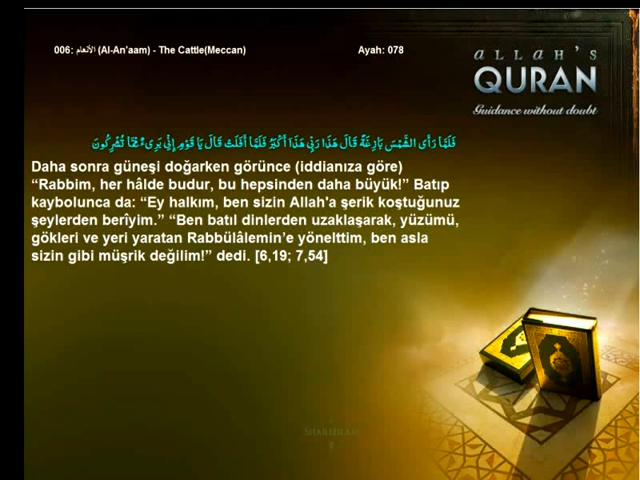 006: الأنعام (Al-An'aam) - The Cattle(Meccan)
Ayah: 078
ALLAH'S
QURAN
Guidance without doubt
فَلَمَّا رَأَى الشَّمْسَ بَازِغَةً قَالَ هَذَا رَبِّي هَذَا أَكْبَرُ فَلَمَّا أَفَلَتْ قَالَ يَا قَوْمِ إِنِّي بَرِيءٌ مِّمَّا تُشْرِكُونَ
Daha sonra güneşi doğarken görünce (iddianıza göre)
“Rabbim, her hâlde budur, bu hepsinden daha büyük!” Batıp
kaybolunca da: “Ey halkım, ben sizin Allah'a şerik koştuğunuz
şeylerden berîyim.” “Ben batıl dinlerden uzaklaşarak, yüzümü,
gökleri ve yeri yaratan Rabbülâlemin’e yönelttim, ben asla
sizin gibi müşrik değilim!” dedi. [6,19; 7,54]